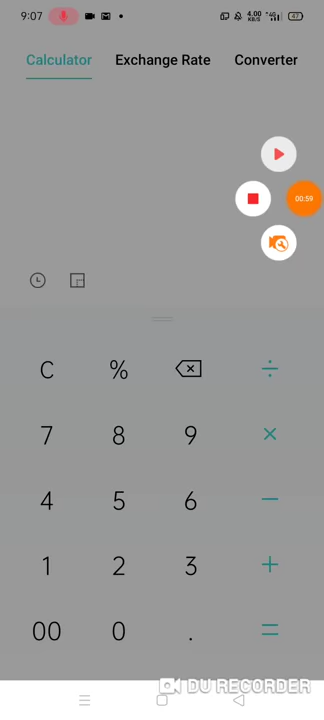 9:07 4.00 KB/S 4G 47
Calculator Exchange Rate Converter
00:59
C % ÷
7 8 9 ×
4 5 6 −
1 2 3 +
00 0 . =
DU RECORDER